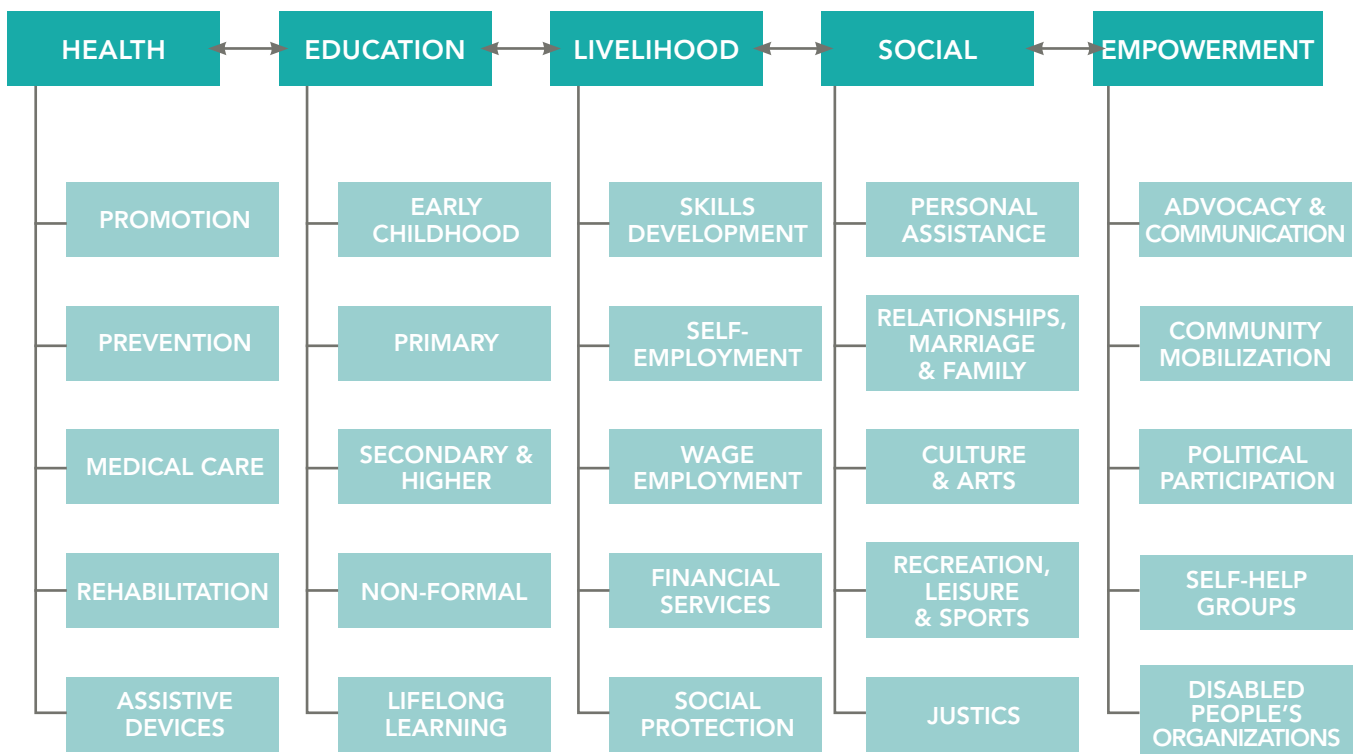 HEALTH
EDUCATION
LIVELIHOOD
SOCIAL
EMPOWERMENT
PROMOTION
PREVENTION
MEDICAL CARE
REHABILITATION
ASSISTIVE
DEVICES
EARLY
CHILDHOOD
PRIMARY
SECONDARY &
HIGHER
NON-FORMAL
LIFELONG
LEARNING
SKILLS
DEVELOPMENT
SELF-
EMPLOYMENT
WAGE
EMPLOYMENT
FINANCIAL
SERVICES
SOCIAL
PROTECTION
PERSONAL
ASSISTANCE
RELATIONSHIPS,
MARRIAGE
& FAMILY
CULTURE
& ARTS
RECREATION,
LEISURE
& SPORTS
JUSTICS
ADVOCACY &
COMMUNICATION
COMMUNITY
MOBILIZATION
POLITICAL
PARTICIPATION
SELF-HELP
GROUPS
DISABLED
PEOPLE'S
ORGANIZATIONS